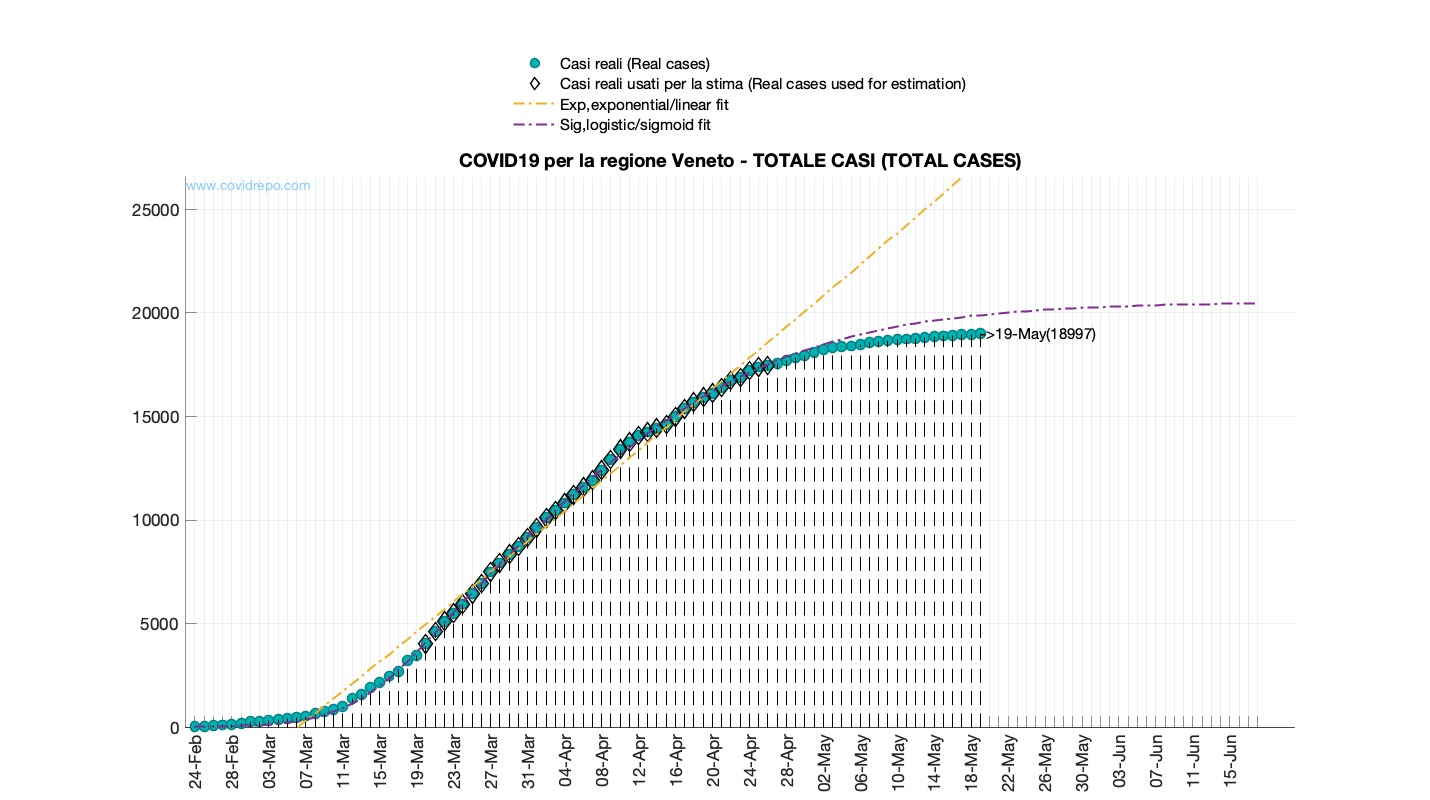 Casi reali (Real cases)
Casi reali usati per la stima (Real cases used for estimation)
Exp,exponential/linear fit
Sig,logistic/sigmoid fit
COVID19 per la regione Veneto - TOTALE CASI (TOTAL CASES)
www.covidrepo.com
25000
20000
>19-May(18997)
15000
10000
5000
0
24-Feb
28-Feb
03-Mar
07-Mar
11-Mar
15-Mar
19-Mar
23-Mar
27-Mar
31-Mar
04-Apr
08-Apr
12-Apr
16-Apr
20-Apr
24-Apr
28-Apr
02-May
06-May
10-May
14-May
18-May
22-May
26-May
30-May
03-Jun
07-Jun
11-Jun
15-Jun